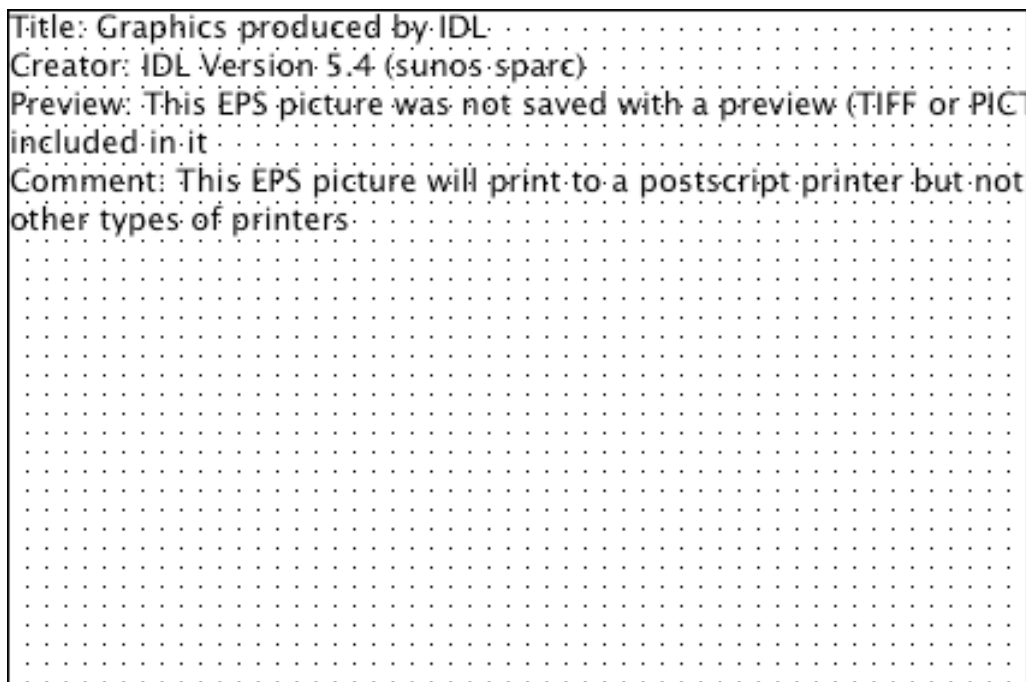 Title: Graphics produced by IDL
Creator: IDL Version 5.4 (sunos sparc)
Preview: This EPS picture was not saved with a preview (TIFF or PICT
included in it
Comment: This EPS picture will print to a postscript printer but not
other types of printers